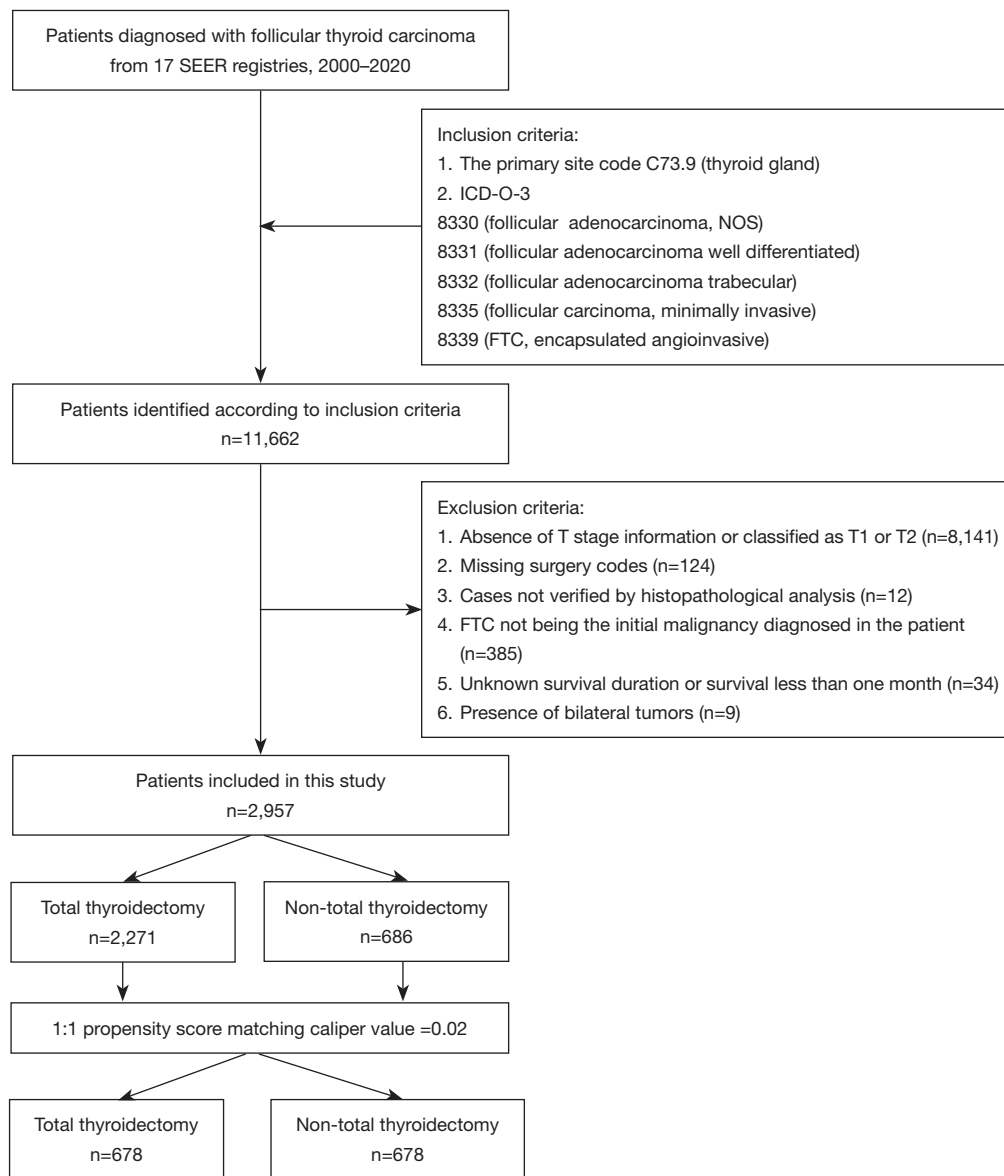 Patients diagnosed with follicular thyroid carcinoma
from 17 SEER registries, 2000–2020
Inclusion criteria:
1. The primary site code C73.9 (thyroid gland)
2. ICD-O-3
8330 (follicular adenocarcinoma, NOS)
8331 (follicular adenocarcinoma well differentiated)
8332 (follicular adenocarcinoma trabecular)
8335 (follicular carcinoma, minimally invasive)
8339 (FTC, encapsulated angioinvasive)
Patients identified according to inclusion criteria
n=11,662
Exclusion criteria:
1. Absence of T stage information or classified as T1 or T2 (n=8,141)
2. Missing surgery codes (n=124)
3. Cases not verified by histopathological analysis (n=12)
4. FTC not being the initial malignancy diagnosed in the patient
(n=385)
5. Unknown survival duration or survival less than one month (n=34)
6. Presence of bilateral tumors (n=9)
Patients included in this study
n=2,957
Total thyroidectomy
n=2,271
Non-total thyroidectomy
n=686
1:1 propensity score matching caliper value =0.02
Total thyroidectomy
n=678
Non-total thyroidectomy
n=678